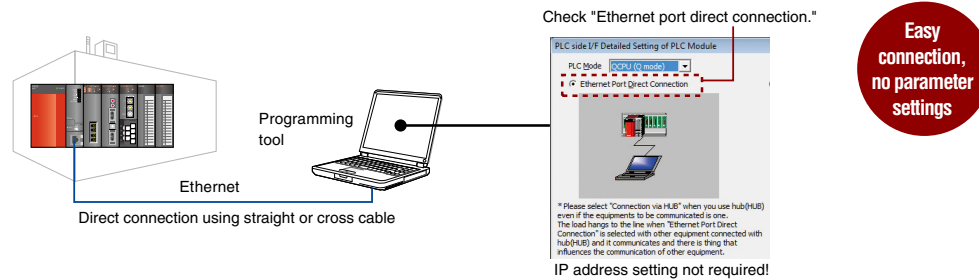 Check "Ethernet port direct connection."
Easy
connection,
no parameter
settings
PLC side I/F Detailed Setting of PLC Module
PLC Mode QCPU (Q mode)
Ethernet Port Direct Connection
Programming
tool
Ethernet
Direct connection using straight or cross cable
* Please select "Connection via HUB" when you use hub(HUB)
even if the equipments to be communicated is one.
The load hangs to the line when "Ethernet Port Direct
Connection" is selected with other equipment connected with
hub(HUB) and it communicates and there is thing that
influences the communication of other equipment.
IP address setting not required!